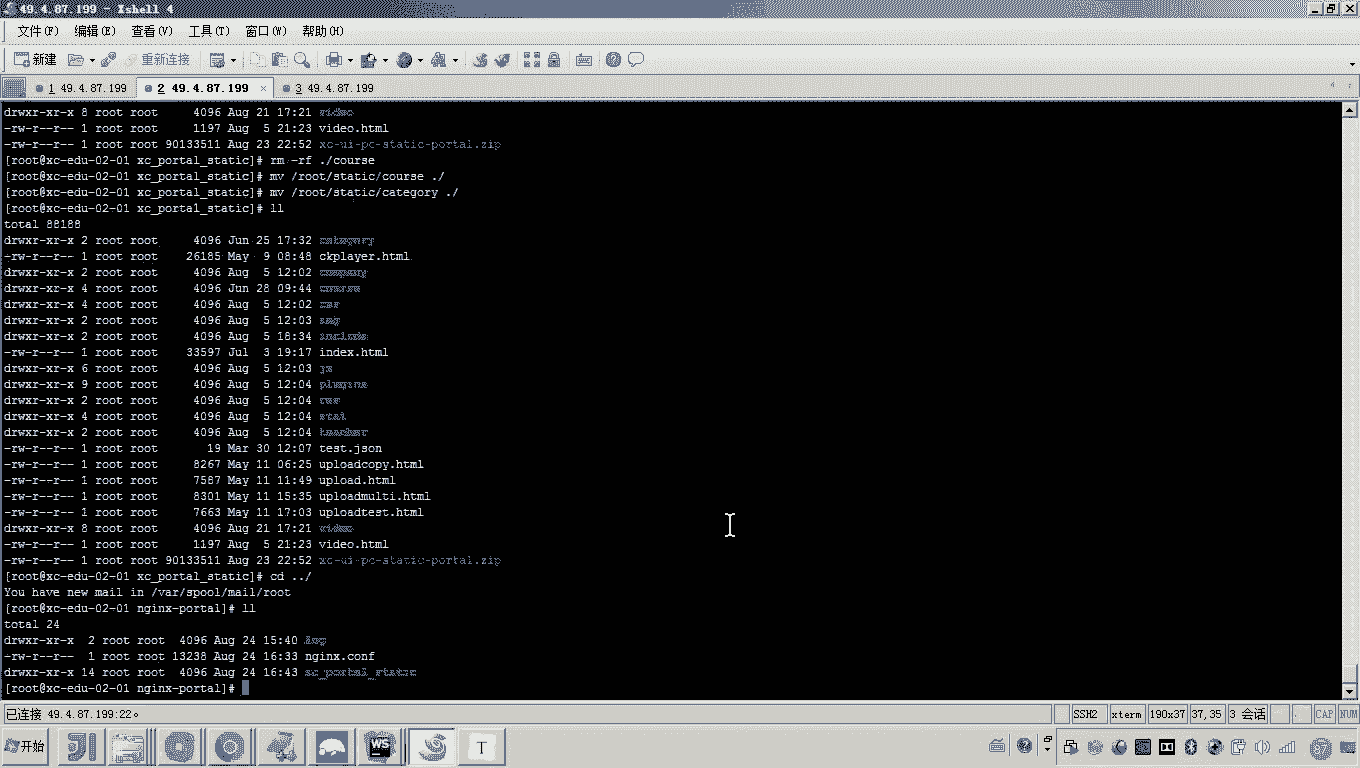 49.4.87.199 - Xshell 4
文件(F) 编辑(E) 查看(V) 工具(T) 窗口(W) 帮助(H)
新建 重新连接
1 49.4.87.199 2 49.4.87.199 3 49.4.87.199
drwxr-xr-x 8 root root 4096 Aug 21 17:21 video
-rw-r--r-- 1 root root 1197 Aug 5 21:23 video.html
-rw-r--r-- 1 root root 90133511 Aug 23 22:52 xc-ui-pc-static-portal.zip
[root@xc-edu-02-01 xc_portal_static]# rm -rf ./course
[root@xc-edu-02-01 xc_portal_static]# mv /root/static/course ./
[root@xc-edu-02-01 xc_portal_static]# mv /root/static/category ./
[root@xc-edu-02-01 xc_portal_static]# ll
total 88188
drwxr-xr-x 2 root root 4096 Jun 25 17:32 category
-rw-r--r-- 1 root root 26185 May 9 08:48 ckplayer.html
drwxr-xr-x 2 root root 4096 Aug 5 12:02 company
drwxr-xr-x 4 root root 4096 Jun 28 09:44 course
drwxr-xr-x 4 root root 4096 Aug 5 12:02
drwxr-xr-x 2 root root 4096 Aug 5 12:03 img
drwxr-xr-x 2 root root 4096 Aug 5 18:34 include
-rw-r--r-- 1 root root 33597 Jul 3 19:17 index.html
drwxr-xr-x 6 root root 4096 Aug 5 12:03 js
drwxr-xr-x 9 root root 4096 Aug 5 12:04 plugins
drwxr-xr-x 2 root root 4096 Aug 5 12:04
drwxr-xr-x 4 root root 4096 Aug 5 12:04
drwxr-xr-x 2 root root 4096 Aug 5 12:04 teacher
-rw-r--r-- 1 root root 19 Mar 30 12:07 test.json
-rw-r--r-- 1 root root 8267 May 11 06:25 uploadcopy.html
-rw-r--r-- 1 root root 7587 May 11 11:49 upload.html
-rw-r--r-- 1 root root 8301 May 11 15:35 uploadmulti.html
-rw-r--r-- 1 root root 7663 May 11 17:03 uploadtest.html
drwxr-xr-x 8 root root 4096 Aug 21 17:21 video
-rw-r--r-- 1 root root 1197 Aug 5 21:23 video.html
-rw-r--r-- 1 root root 90133511 Aug 23 22:52 xc-ui-pc-static-portal.zip
[root@xc-edu-02-01 xc_portal_static]# cd ../
You have new mail in /var/spool/mail/root
[root@xc-edu-02-01 nginx-portal]# ll
total 24
drwxr-xr-x 2 root root 4096 Aug 24 15:40 log
-rw-r--r-- 1 root root 13238 Aug 24 16:33 nginx.conf
drwxr-xr-x 14 root root 4096 Aug 24 16:43 xc_portal_static
[root@xc-edu-02-01 nginx-portal]#
已连接 49.4.87.199:22。 SSH2 xterm 190x37 37,35 3 会话 CAP NUM
开始 WS T 87